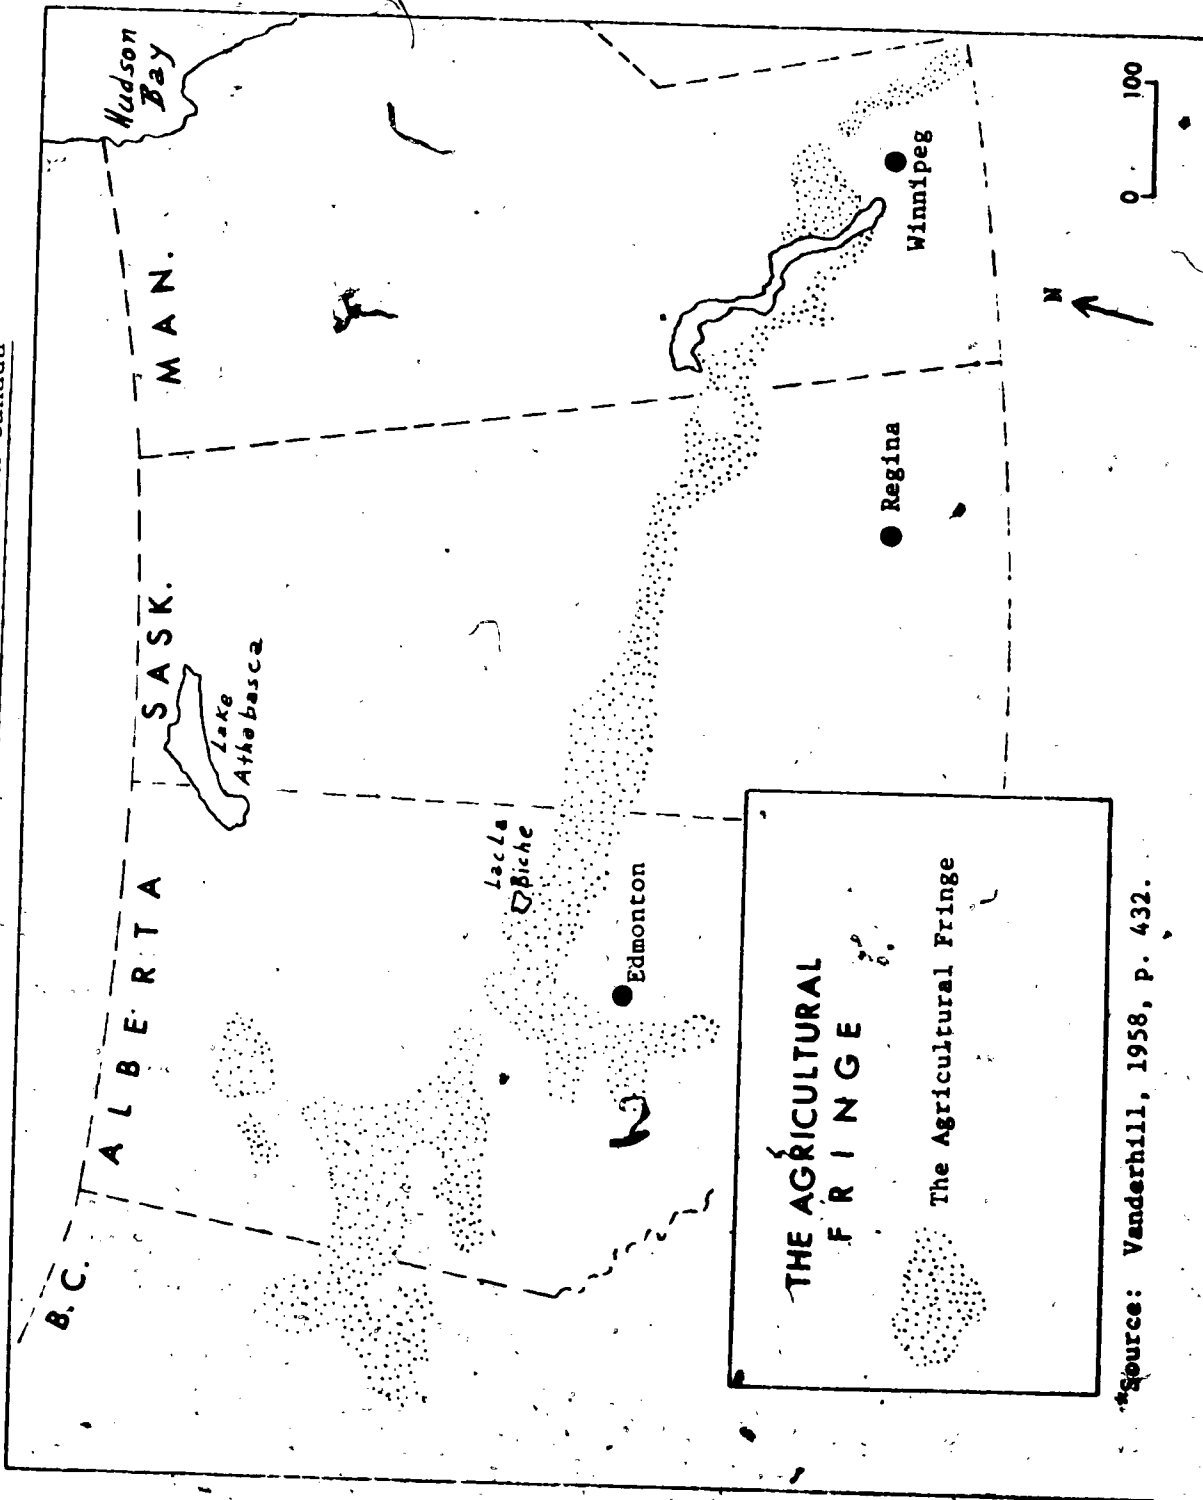 Hudson
Bay
B.C.
ALBERTA
SASK.
MAN.
Lake
Athabasca
Lac La
Biche
Edmonton
Regina
Winnipeg
N
0 100
THE AGRICULTURAL
FRINGE
The Agricultural Fringe
*Source: Vanderhill, 1958, p. 432.